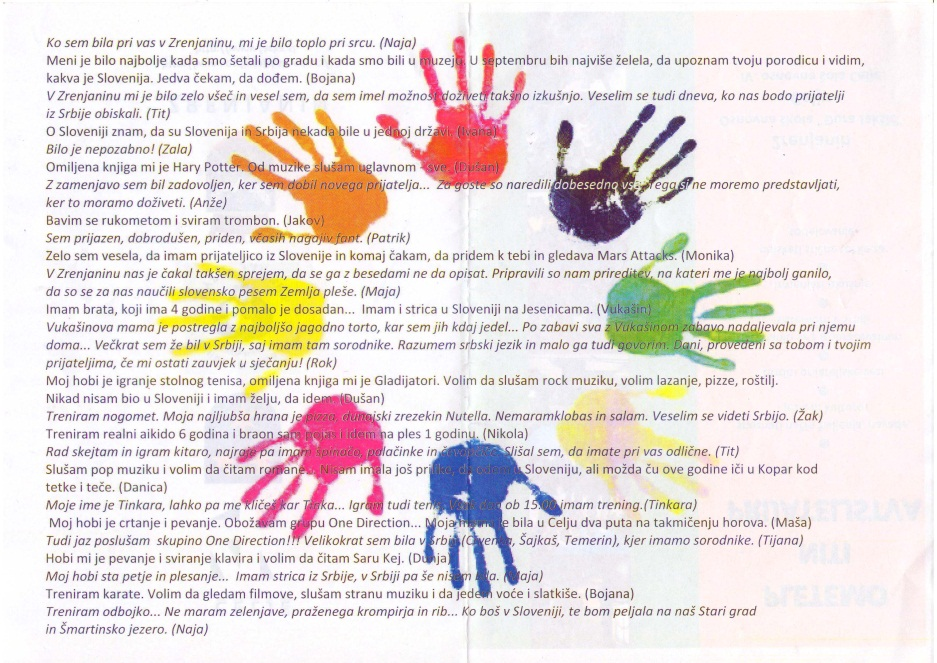 Ko sem bila pri vas v Zrenjaninu, mi je bilo toplo pri srcu. (Naja)
Meni je bilo najbolje kada smo šetali po gradu i kada smo bili u muzeju. U septembru bih najviše želela, da upoznam tvoju porodicu i vidim,
kakva je Slovenija. Jedva čekam, da dođem. (Bojana)
V Zrenjaninu mi je bilo zelo všeč in vesel sem, da sem imel možnost doživeti takšno izkušnjo. Veselim se tudi dneva, ko nas bodo prijatelji
iz Srbije obiskali. (Tit)
O Sloveniji znam, da su Slovenija in Srbija nekada bile u jednoj državi. (Ivana)
Bilo je nepozabno! (Zala)
Omiljena knjiga mi je Hary Potter. Od muzike slušam uglavnom – sve. (Dušan)
Z zamenjavo sem bil zadovoljen, ker sem dobil novega prijatelja... Za goste so naredili dobesedno vse. Tega si ne moremo predstavljati,
ker to moramo doživeti. (Anže)
Bavim se rukometom i sviram trombon. (Jakov)
Sem prijazen, dobrodušen, priden, včasih nagajiv fant. (Patrik)
Zelo sem vesela, da imam prijateljico iz Slovenije in komaj čakam, da pridem k tebi in gledava Mars Attacks. (Monika)
V Zrenjaninu nas je čakal takšen sprejem, da se ga z besedami ne da opisat. Pripravili so nam prireditev, na kateri me je najbolj ganilo,
da so se za nas naučili slovensko pesem Zemlja pleše. (Maja)
Imam brata, koji ima 4 godine i pomalo je dosadan... Imam i strica u Sloveniji na Jesenicama. (Vukašin)
Vukašinova mama je postregla z najboljšo jagodno torto, kar sem jih kdaj jedel... Po zabavi sva z Vukašinom zabavo nadaljevala pri njemu
doma... Večkrat sem že bil v Srbiji, saj imam tam sorodnike. Razumem srbski jezik in malo ga tudi govorim. Dani, provedeni sa tobom i tvojim
prijateljima, če mi ostati zauvjek u sječanju! (Rok)
Moj hobi je igranje stolnog tenisa, omiljena knjiga mi je Gladijatori. Volim da slušam rock muziku, volim lazanje, pizze, roštilj.
Nikad nisam bio u Sloveniji i imam želju, da idem. (Dušan)
Treniram nogomet. Moja najljubša hrana je pizza, dunajski zrezekin Nutella. Nemaramklobas in salam. Veselim se videti Srbijo. (Žak)
Treniram realni aikido 6 godina i braon sam pojas i idem na ples 1 godinu. (Nikola)
Rad skejtam in igram kitaro, najraje pa imam špinačo, palačinke in čevapčiče. Slišal sem, da imate pri vas odlične. (Tit)
Slušam pop muziku i volim da čitam romane... Nisam imala još prilike, da odem u Sloveniju, ali možda ću ove godine iči u Kopar kod
tetke i teče. (Danica)
Moje ime je Tinkara, lahko pa me kličeš kar Tinka... Igram tudi tenis, vsak dan ob 15.00 imam trening.(Tinkara)
Moj hobi je crtanje i pevanje. Obožavam grupu One Direction... Moja mama je bila u Celju dva puta na takmičenju horova. (Maša)
Tudi jaz poslušam skupino One Direction!!! Velikokrat sem bila v Srbiji (Crvenka, Šajkaš, Temerin), kjer imamo sorodnike. (Tijana)
Hobi mi je pevanje i sviranje klavira i volim da čitam Saru Kej. (Dunja)
Moj hobi sta petje in plesanje... Imam strica iz Srbije, v Srbiji pa še nisem bila. (Maja)
Treniram karate. Volim da gledam filmove, slušam stranu muziku i da jedem voće i slatkiše. (Bojana)
Treniram odbojko... Ne maram zelenjave, praženega krompirja in rib... Ko boš v Sloveniji, te bom peljala na naš Stari grad
in Šmartinsko jezero. (Naja)